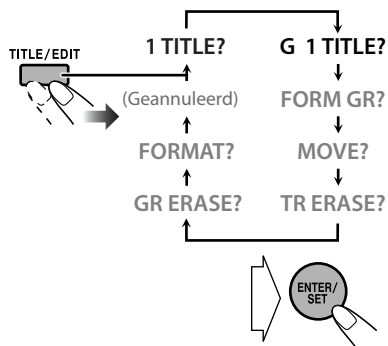 TITLE/EDIT
1 TITLE?
G 1 TITLE?
(Geannuleerd)
FORM GR?
FORMAT?
MOVE?
GR ERASE?
TR ERASE?
ENTER/
SET